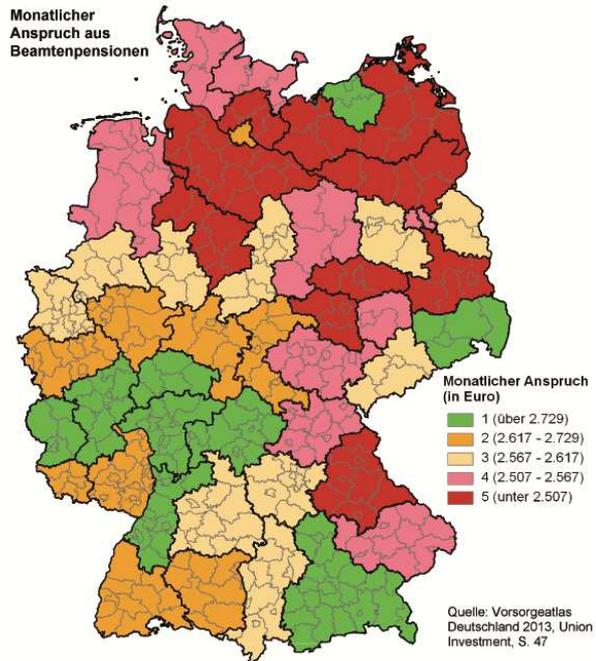 Monatlicher
Anspruch aus
Beamtenpensionen
Monatlicher Anspruch
(in Euro)
1 (über 2.729)
2 (2.617 - 2.729)
3 (2.567 - 2.617)
4 (2.507 - 2.567)
5 (unter 2.507)
Quelle: Vorsorgeatlas
Deutschland 2013, Union
Investment, S. 47